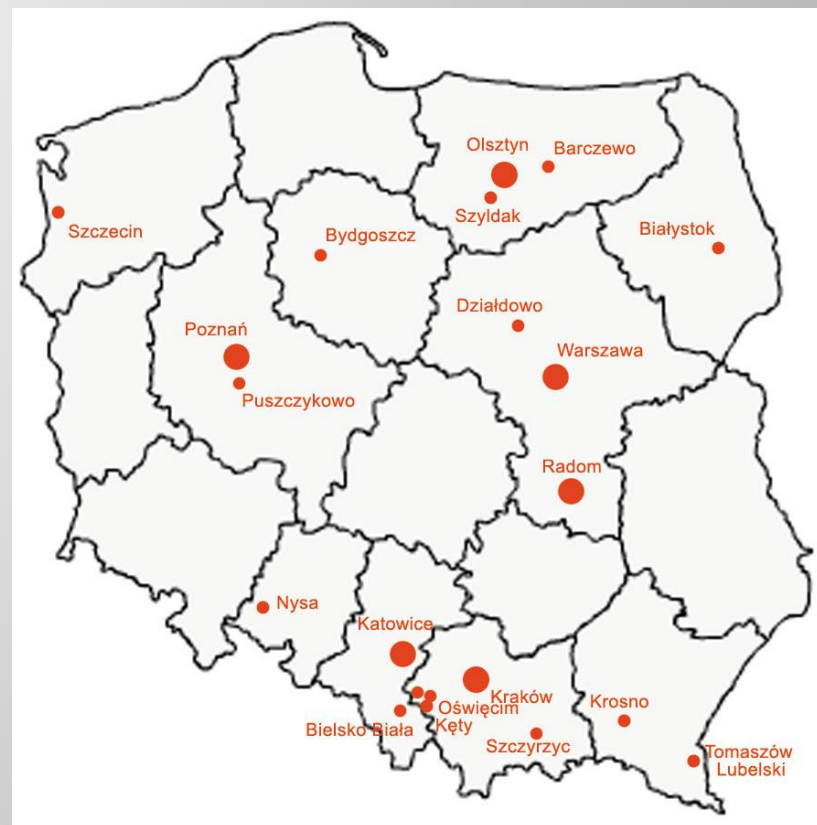 Olsztyn
Barczewo
Szyldak
Szczecin
Bydgoszcz
Białystok
Działdowo
Poznań
Warszawa
Puszczykowo
Radom
Nysa
Katowice
Kraków
Oświęcim
Krosno
Bielsko Biała
Kęty
Szczyrzyc
Tomaszów
Lubelski